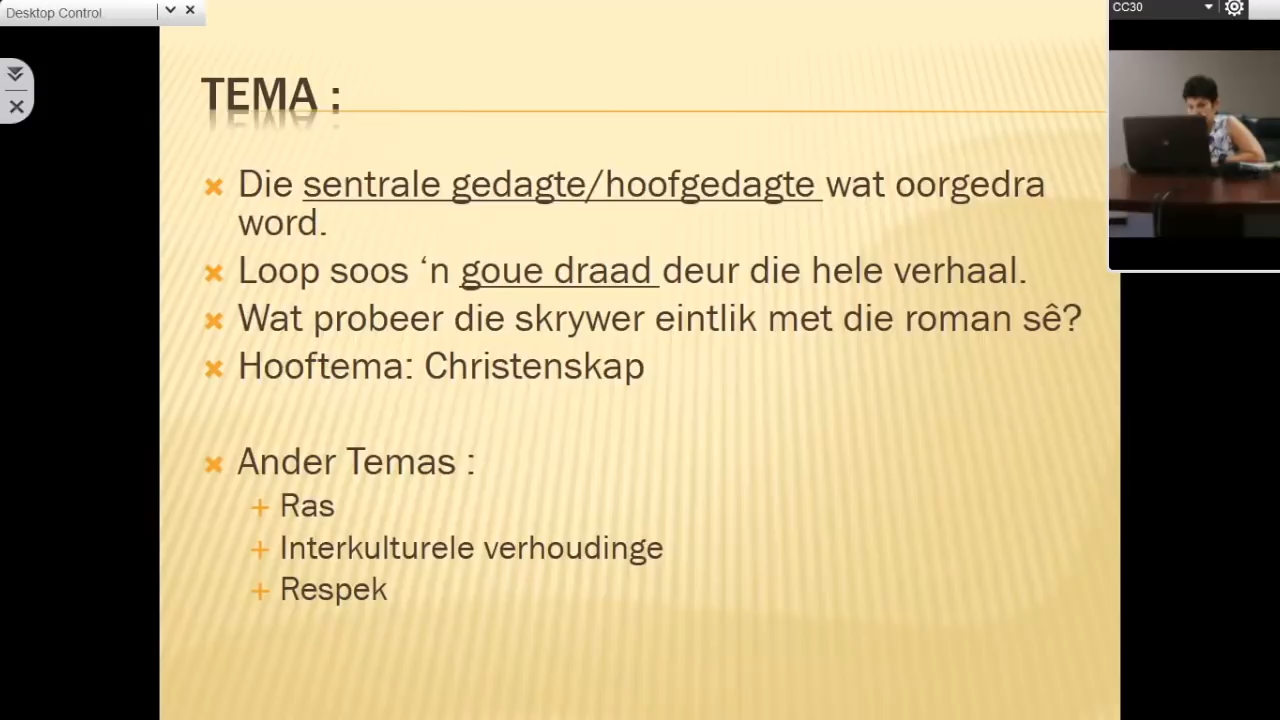 Desktop Control
CC30
TEMA :
Die sentrale gedagte/hoofgedagte wat oorgedra
word.
Loop soos ‘n goue draad deur die hele verhaal.
Wat probeer die skrywer eintlik met die roman sê?
Hooftema: Christenskap
Ander Temas :
Ras
Interkulturele verhoudinge
Respek